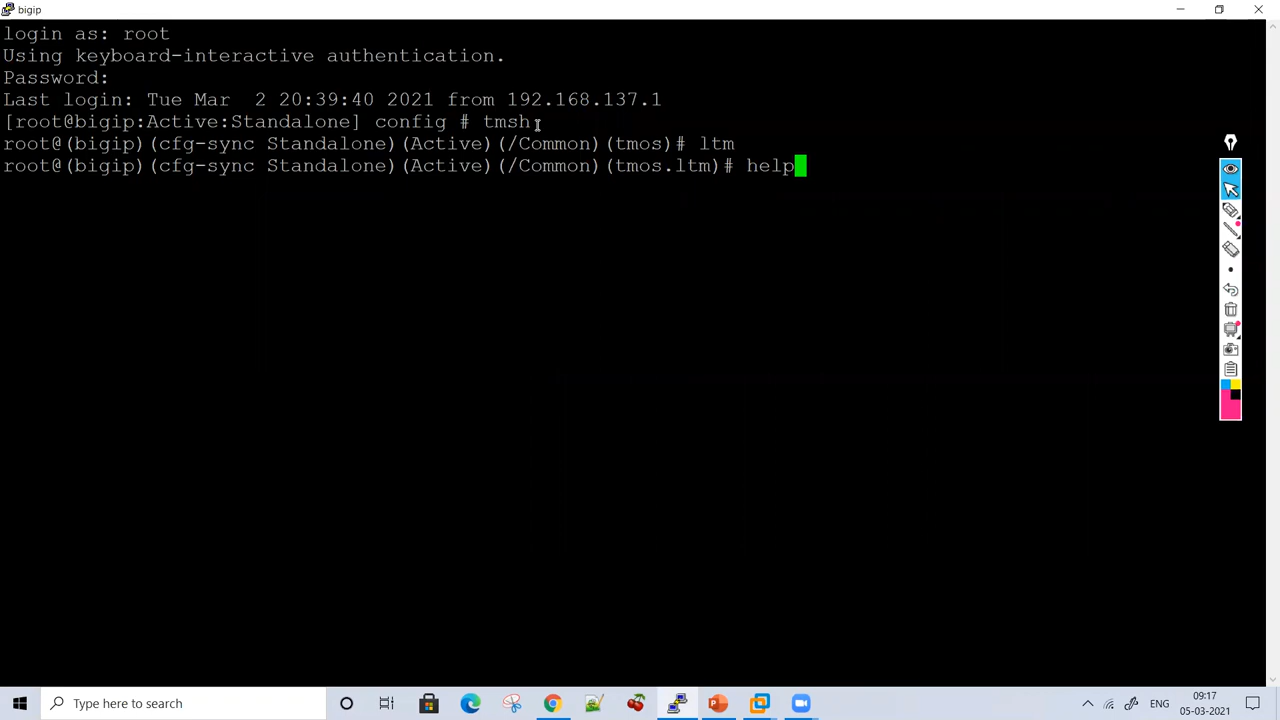 bigip
login as: root
Using keyboard-interactive authentication.
Password:
Last login: Tue Mar  2 20:39:40 2021 from 192.168.137.1
[root@bigip:Active:Standalone] config # tmsh
root@(bigip)(cfg-sync Standalone)(Active)(/Common)(tmos)# ltm
root@(bigip)(cfg-sync Standalone)(Active)(/Common)(tmos.ltm)# help
Type here to search
ENG
09:17
05-03-2021